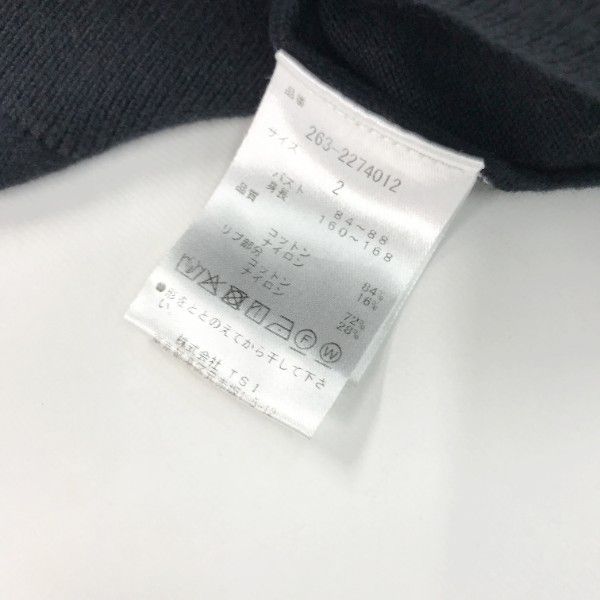 品番
263-2274012
サイズ
2
バスト 84~88
身長 160~168
品質
コットン 84%
ナイロン 16%
リブ部分
コットン 72%
ナイロン 28%
F W
●形をととのえてから干して下さ
い。
株式会社 TSI